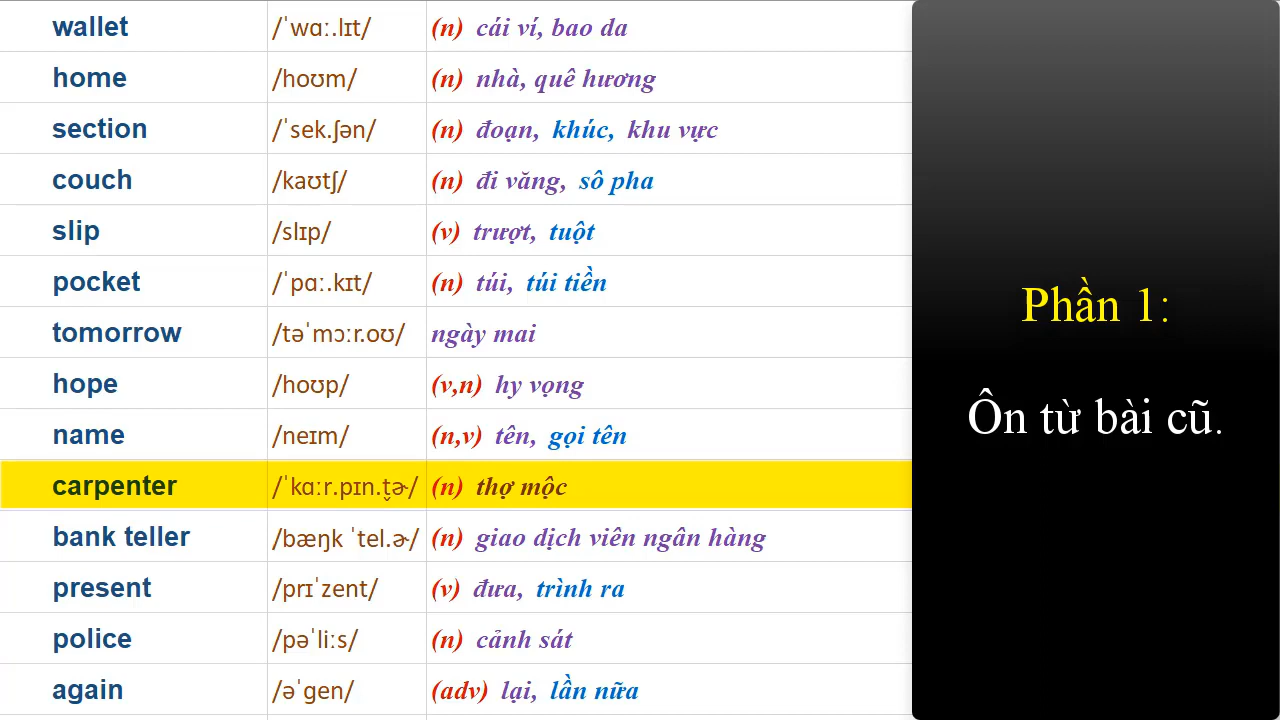 wallet /ˈwɑː.lɪt/ (n) cái ví, bao da
home /hoʊm/ (n) nhà, quê hương
section /ˈsek.ʃən/ (n) đoạn, khúc, khu vực
couch /kaʊtʃ/ (n) đi văng, sô pha
slip /slɪp/ (v) trượt, tuột
pocket /ˈpɑː.kɪt/ (n) túi, túi tiền
tomorrow /təˈmɔːr.oʊ/ ngày mai
hope /hoʊp/ (v,n) hy vọng
name /neɪm/ (n,v) tên, gọi tên
carpenter /ˈkɑːr.pɪn.t̬ɚ/ (n) thợ mộc
bank teller /bæŋk ˈtel.ɚ/ (n) giao dịch viên ngân hàng
present /prɪˈzent/ (v) đưa, trình ra
police /pəˈliːs/ (n) cảnh sát
again /əˈgen/ (adv) lại, lần nữa
Phần 1:
Ôn từ bài cũ.